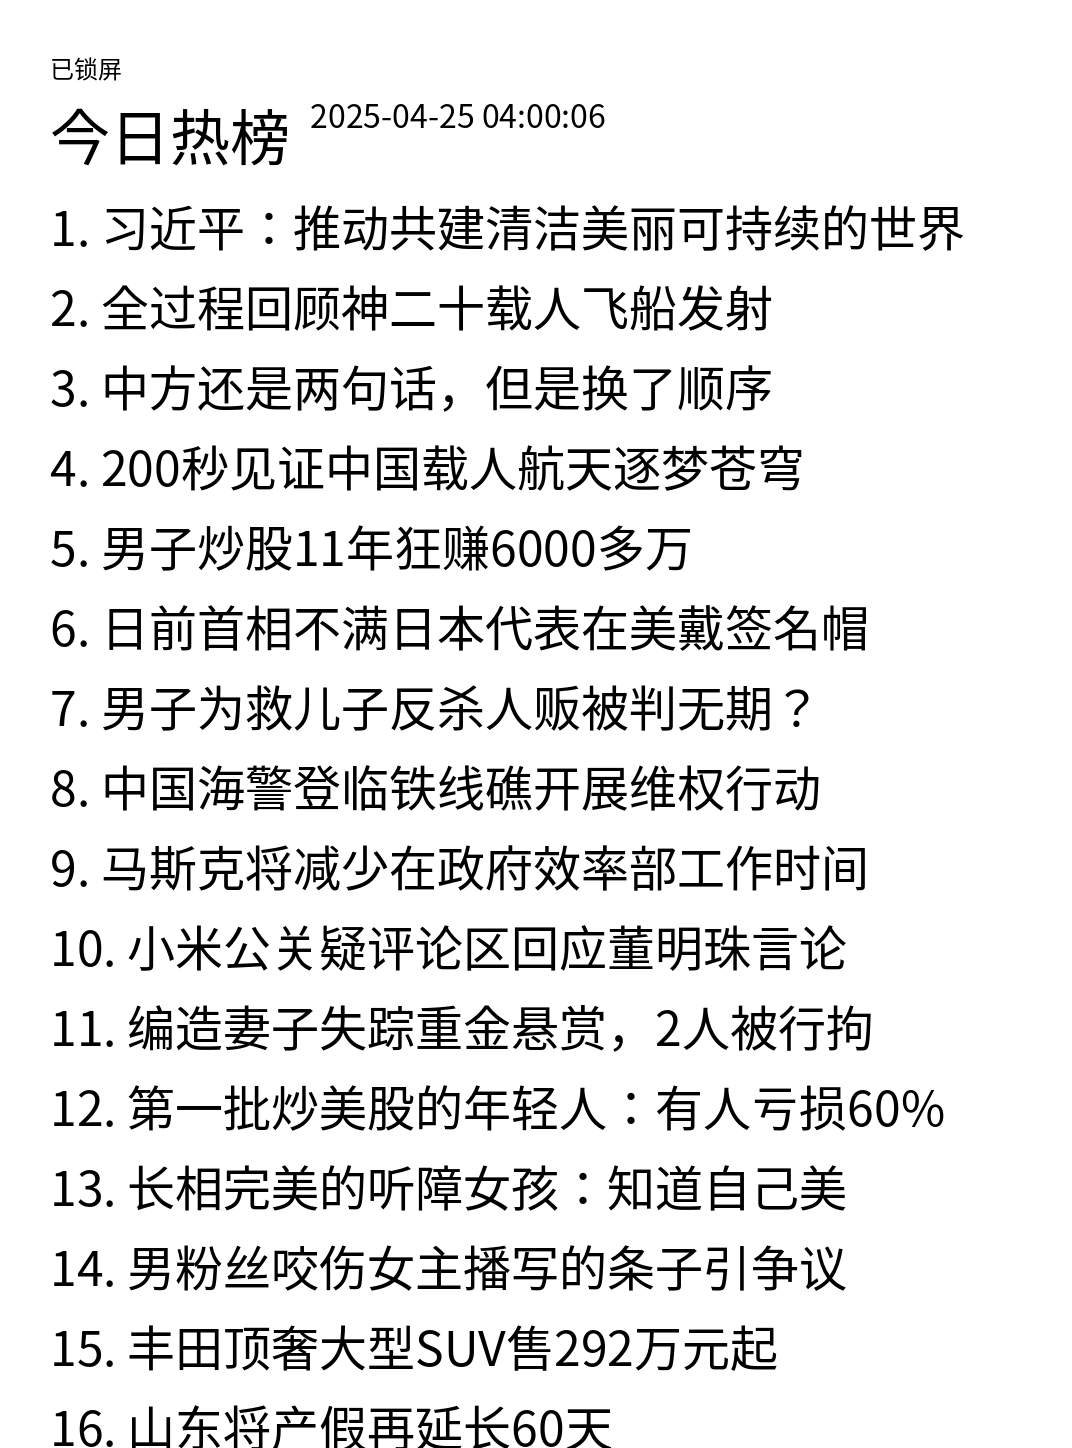 已锁屏
今日热榜 2025-04-25 04:00:06
1. 习近平：推动共建清洁美丽可持续的世界
2. 全过程回顾神二十载人飞船发射
3. 中方还是两句话，但是换了顺序
4. 200秒见证中国载人航天逐梦苍穹
5. 男子炒股11年狂赚6000多万
6. 日前首相不满日本代表在美戴签名帽
7. 男子为救儿子反杀人贩被判无期？
8. 中国海警登临铁线礁开展维权行动
9. 马斯克将减少在政府效率部工作时间
10. 小米公关疑评论区回应董明珠言论
11. 编造妻子失踪重金悬赏，2人被行拘
12. 第一批炒美股的年轻人：有人亏损60%
13. 长相完美的听障女孩：知道自己美
14. 男粉丝咬伤女主播写的条子引争议
15. 丰田顶奢大型SUV售292万元起
16. 山东将产假再延长60天